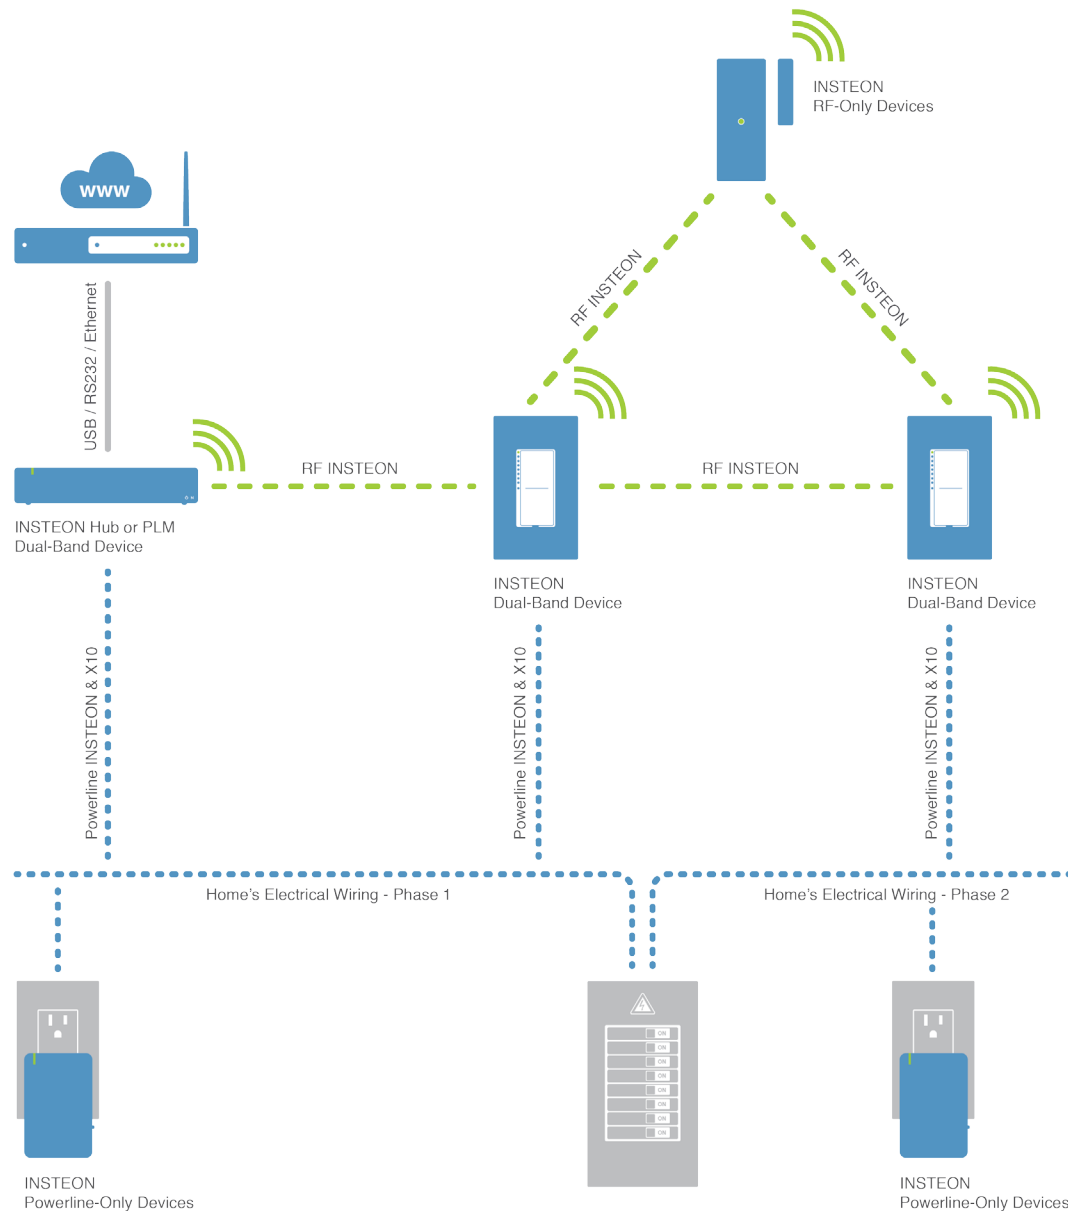 INSTEON
RF-Only Devices
www
RF INSTEON
RF INSTEON
USB / RS232 / Ethernet
RF INSTEON
RF INSTEON
INSTEON Hub or PLM
Dual-Band Device
INSTEON
Dual-Band Device
INSTEON
Dual-Band Device
Powerline INSTEON & X10
Powerline INSTEON & X10
Powerline INSTEON & X10
Home's Electrical Wiring - Phase 1
Home's Electrical Wiring - Phase 2
ON
ON
ON
ON
ON
ON
ON
ON
INSTEON
Powerline-Only Devices
INSTEON
Powerline-Only Devices